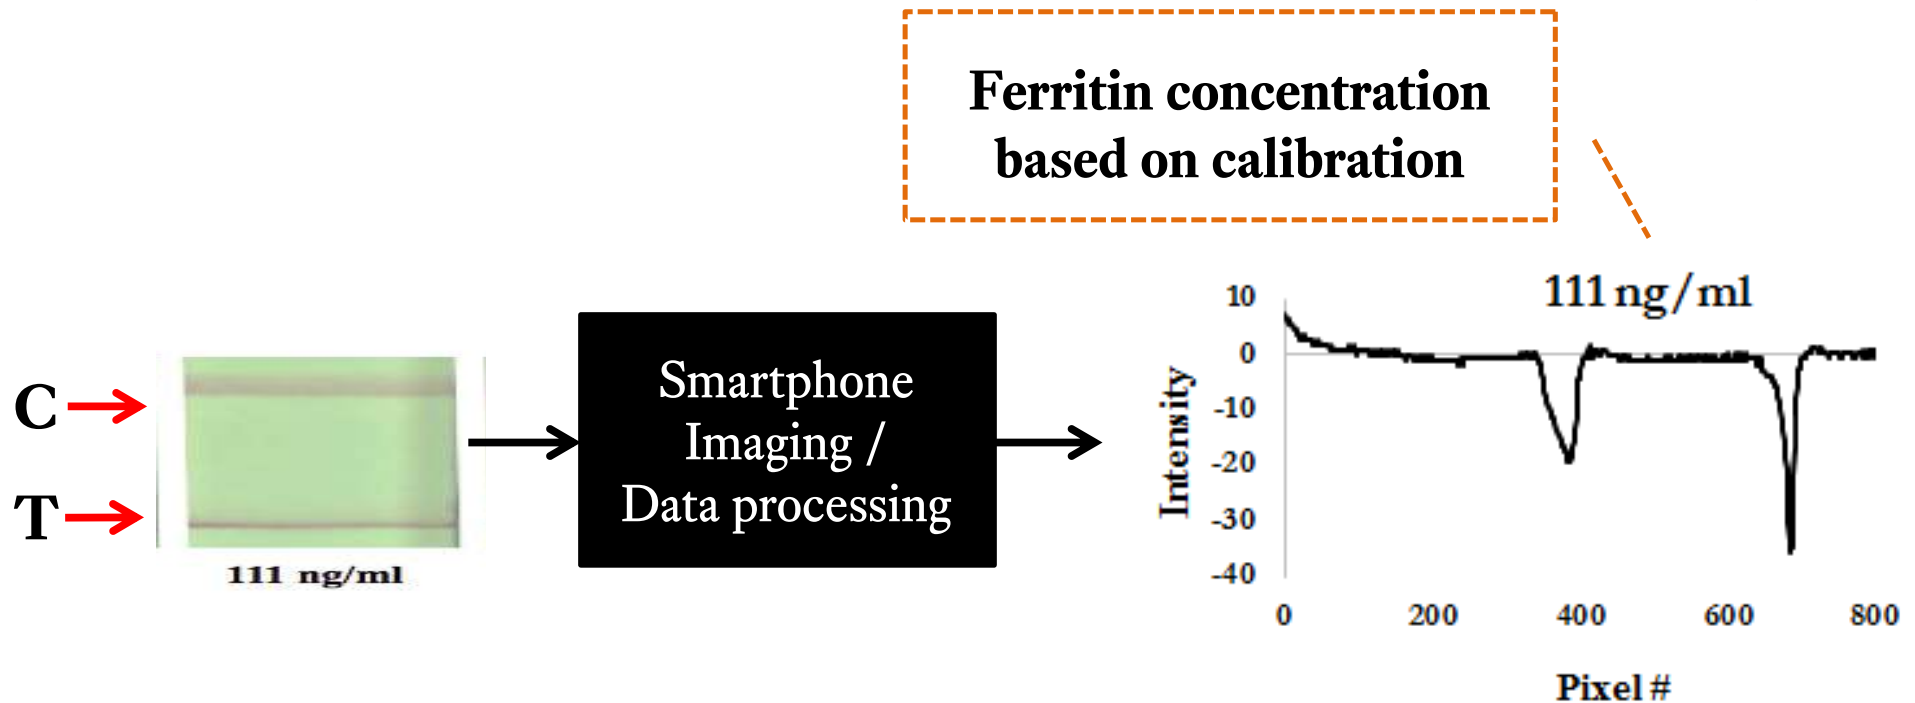 Ferritin concentration
based on calibration
C
T
111 ng/ml
Smartphone
Imaging /
Data processing
111 ng/ml
Intensity
10
0
-10
-20
-30
-40
0 200 400 600 800
Pixel #